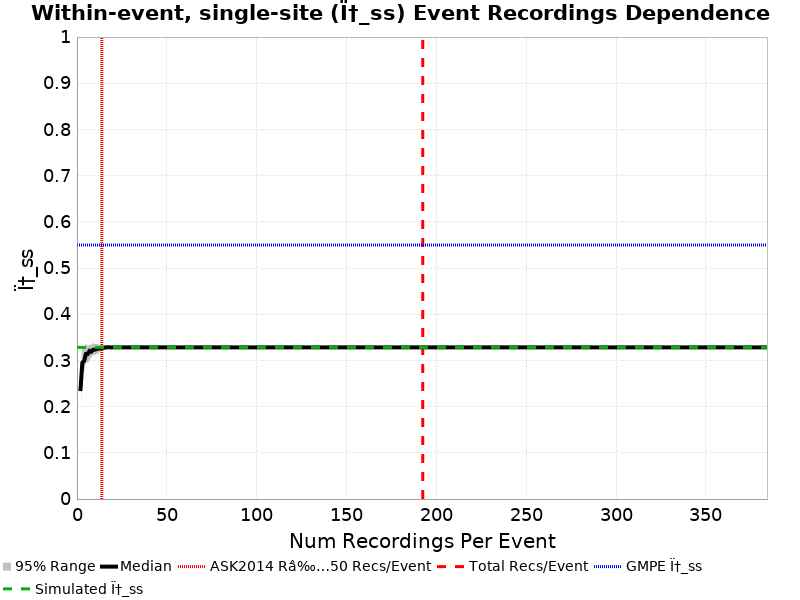 Within-event, single-site (Ï†_ss) Event Recordings Dependence
1
0.9
0.8
0.7
0.6
0.5
0.4
0.3
0.2
0.1
0
Ï†_ss
0 50 100 150 200 250 300 350
Num Recordings Per Event
95% Range Median ASK2014 Râ‰…50 Recs/Event Total Recs/Event GMPE Ï†_ss
Simulated Ï†_ss